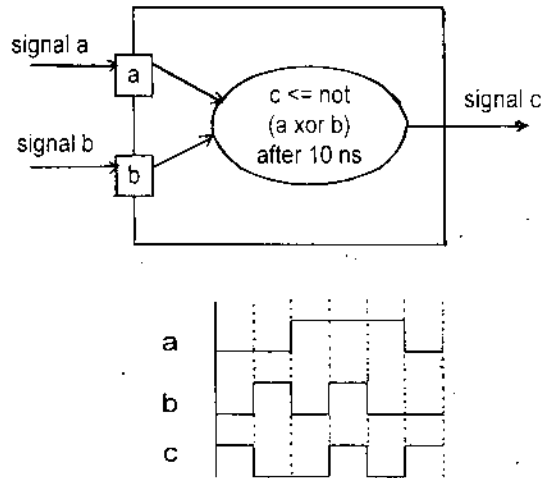 signal a
a
c <= not
signal c
(a xor b)
signal b
after 10 ns
b
a
b
c